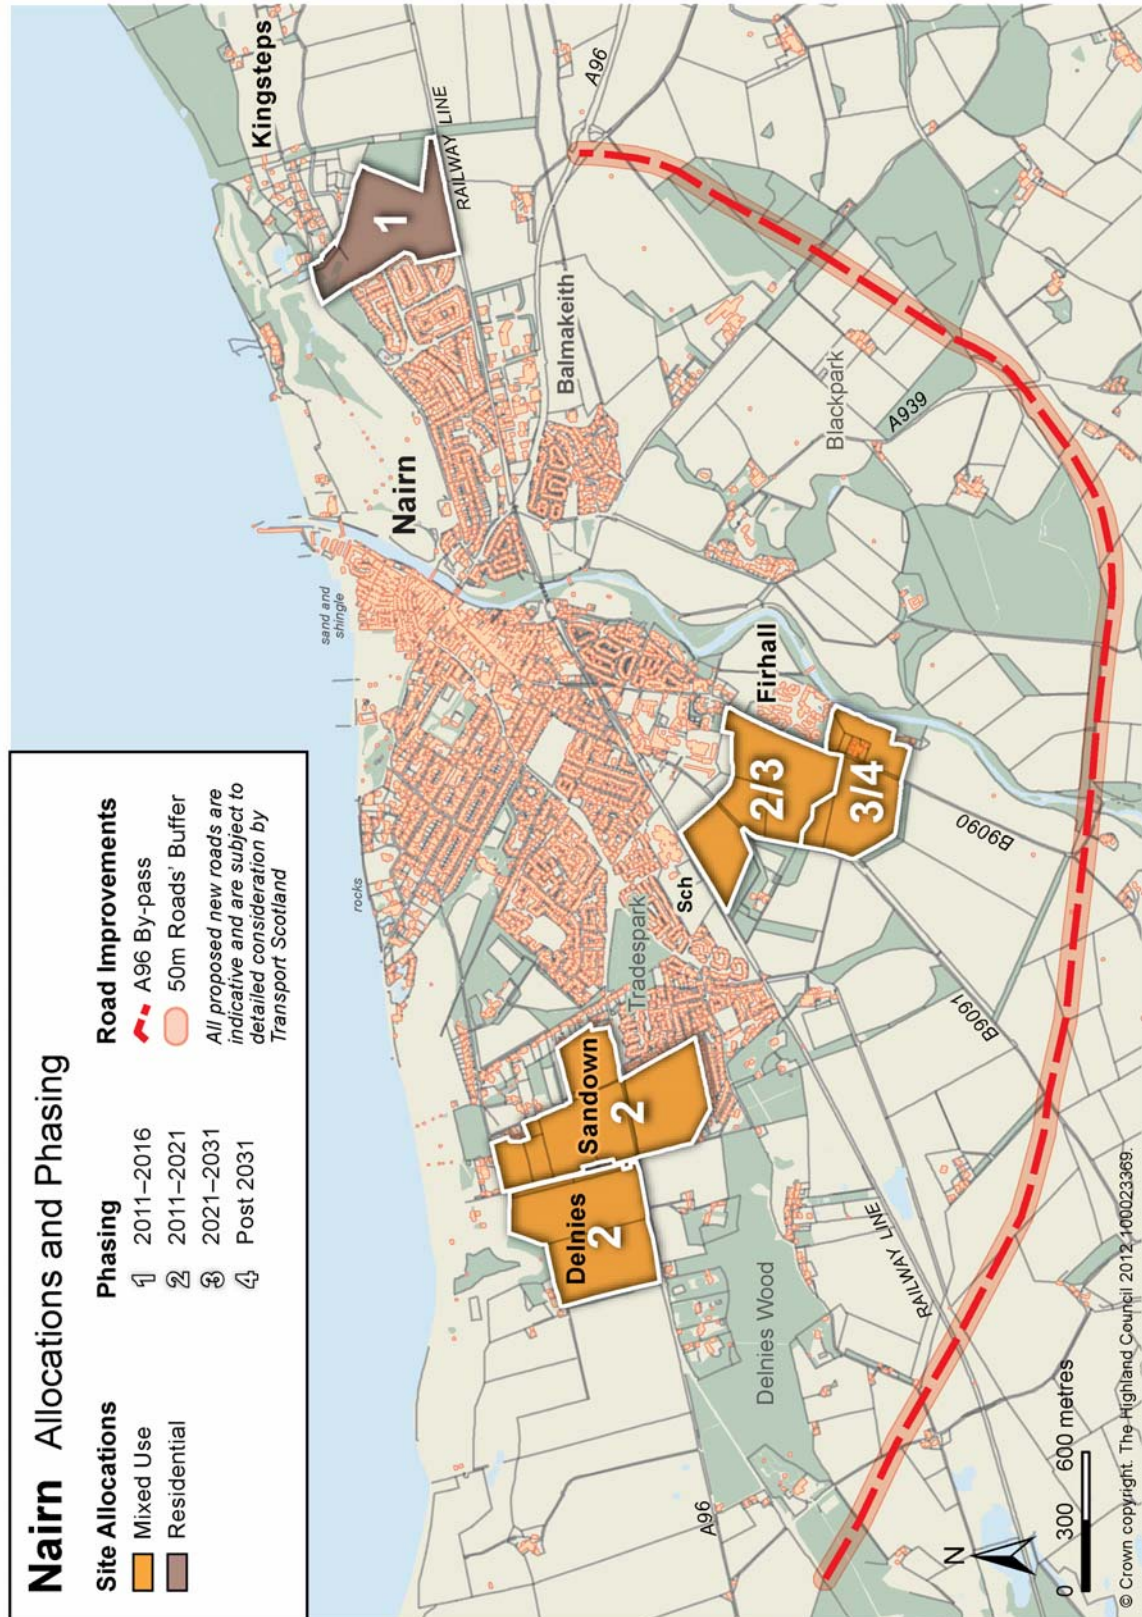 Nairn Allocations and Phasing
Site Allocations
Mixed Use
Residential
Phasing
1 2011–2016
2 2011–2021
3 2021–2031
4 Post 2031
Road Improvements
A96 By-pass
50m Roads' Buffer
All proposed new roads are
indicative and are subject to
detailed consideration by
Transport Scotland
sand and
shingle
rocks
Kingsteps
1
RAILWAY LINE
Nairn
A96
Balmakeith
Sandown
2
Delnies
2
Tradespark
Sch
Firhall
2/3
3/4
Blackpark
A939
B9090
B9091
Delnies Wood
RAILWAY LINE
A96
N
0 300 600 metres
© Crown copyright. The Highland Council 2012 100023369.